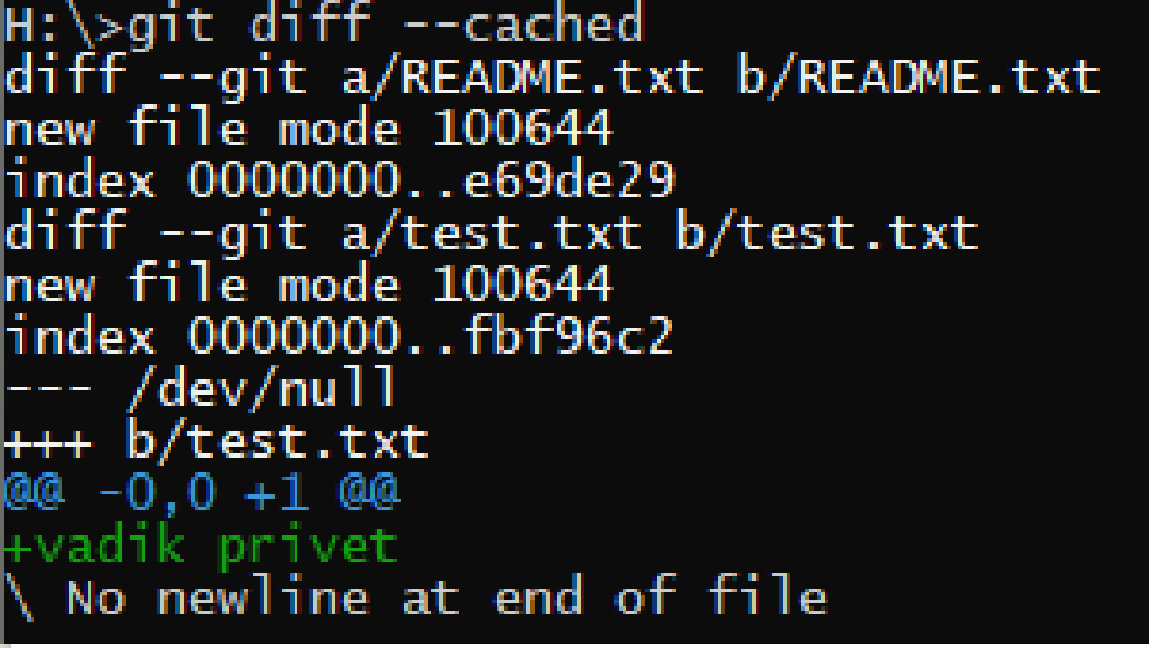 H:\>git diff --cached
diff --git a/README.txt b/README.txt
new file mode 100644
index 0000000..e69de29
diff --git a/test.txt b/test.txt
new file mode 100644
index 0000000..fbf96c2
--- /dev/null
+++ b/test.txt
@@ -0,0 +1 @@
+vadik privet
\ No newline at end of file